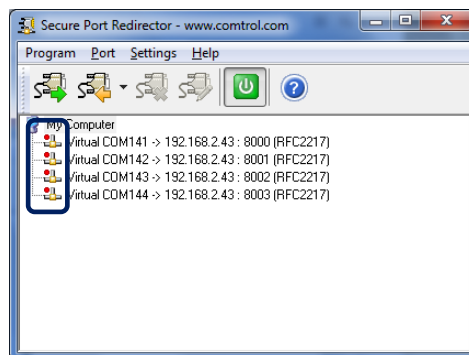 Secure Port Redirector - www.comtrol.com
Program Port Settings Help
My Computer
Virtual COM141 -> 192.168.2.43 : 8000 (RFC2217)
Virtual COM142 -> 192.168.2.43 : 8001 (RFC2217)
Virtual COM143 -> 192.168.2.43 : 8002 (RFC2217)
Virtual COM144 -> 192.168.2.43 : 8003 (RFC2217)